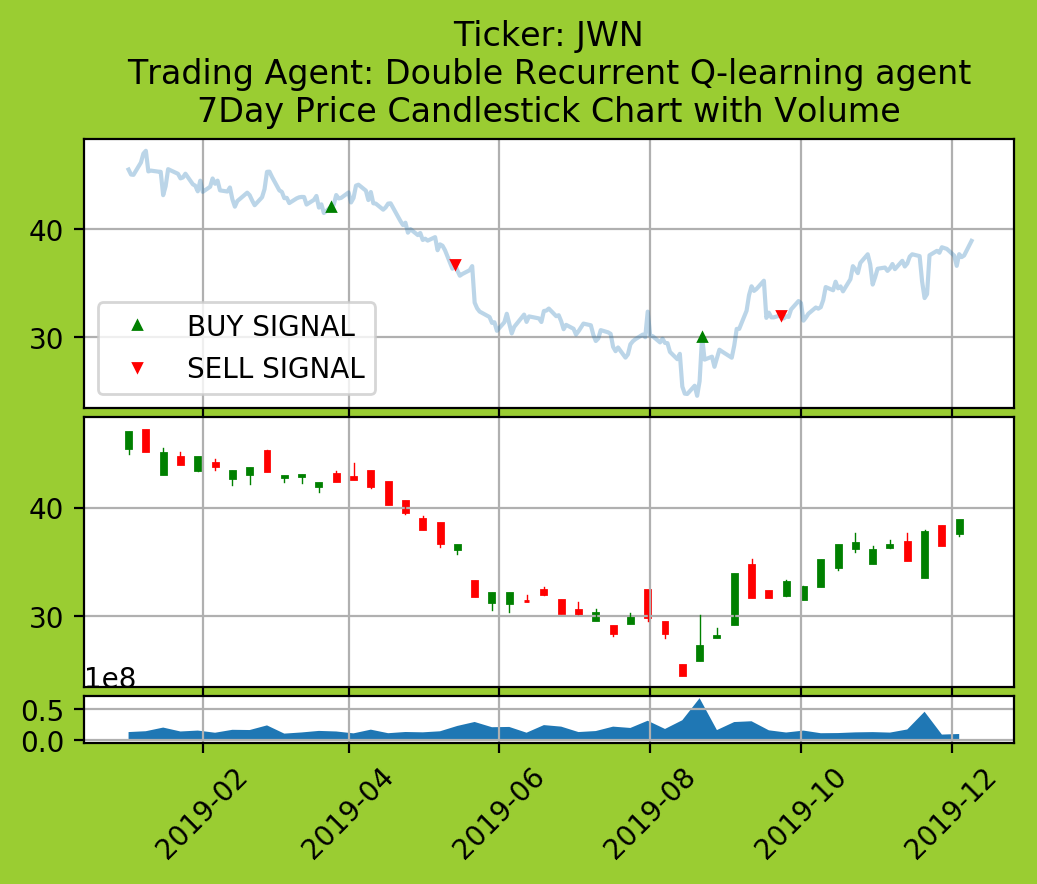 Ticker: JWN
Trading Agent: Double Recurrent Q-learning agent
7Day Price Candlestick Chart with Volume
40
30
BUY SIGNAL
SELL SIGNAL
40
30
1e8
0.5
0.0
2019-02
2019-04
2019-06
2019-08
2019-10
2019-12